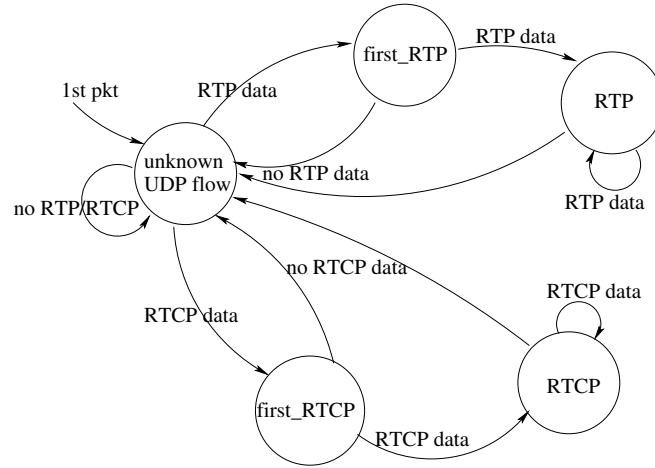 first_RTP
RTP data
1st pkt
RTP data
RTP
unknown
UDP flow
no RTP data
RTP data
no RTP/RTCP
no RTCP data
RTCP data
RTCP data
RTCP
first_RTCP
RTCP data